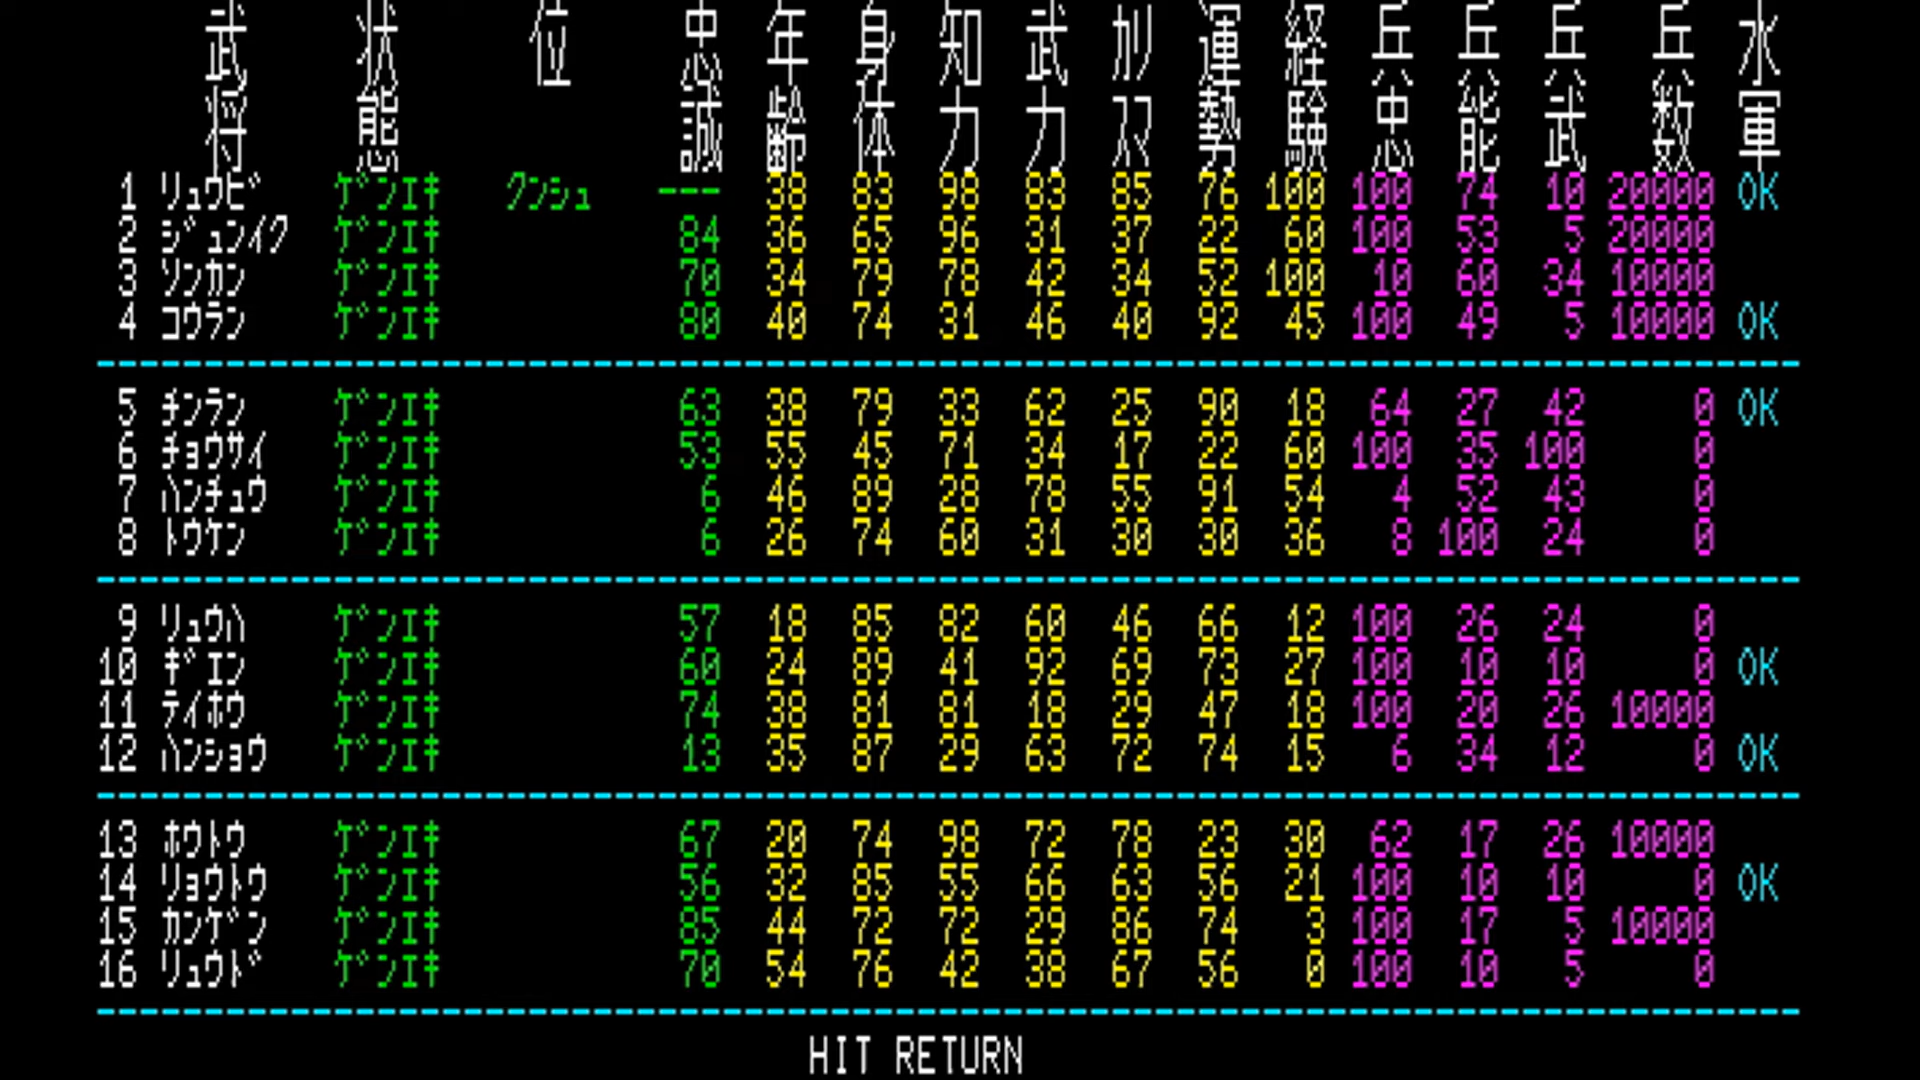 武将 状態 位 忠誠 年齢 身体 知力 武力 カリスマ 運勢 経験 兵忠 兵能 兵武 兵数 水軍
1 リュウビ ゲンエキ クンシュ --- 38 83 98 83 85 76 100 100 74 10 20000 OK
2 ジュンイク ゲンエキ 84 36 65 96 31 37 22 60 100 53 5 20000
3 ソンカン ゲンエキ 70 34 79 78 42 34 52 100 10 60 34 10000
4 コウラン ゲンエキ 80 40 74 31 46 40 92 45 100 49 5 10000 OK
5 チンラン ゲンエキ 63 38 79 33 62 25 90 18 64 27 42 0 OK
6 チョウサイ ゲンエキ 53 55 45 71 34 17 22 60 100 35 100 0
7 ハンチュウ ゲンエキ 6 46 89 28 78 55 91 54 4 52 43 0
8 トウケン ゲンエキ 6 26 74 60 31 30 30 36 8 100 24 0
9 リュウハ ゲンエキ 57 18 85 82 60 46 66 12 100 26 24 0
10 ギエン ゲンエキ 60 24 89 41 92 69 73 27 100 10 10 0 OK
11 テイホウ ゲンエキ 74 38 81 81 18 29 47 18 100 20 26 10000
12 ハンショウ ゲンエキ 13 35 87 29 63 72 74 15 6 34 12 0 OK
13 ホウトウ ゲンエキ 67 20 74 98 72 78 23 30 62 17 26 10000
14 リョウトウ ゲンエキ 56 32 85 55 66 63 56 21 100 10 10 0 OK
15 カンゲン ゲンエキ 85 44 72 72 29 86 74 3 100 17 5 10000
16 リュウド ゲンエキ 70 54 76 42 38 67 56 0 100 10 5 0
HIT RETURN